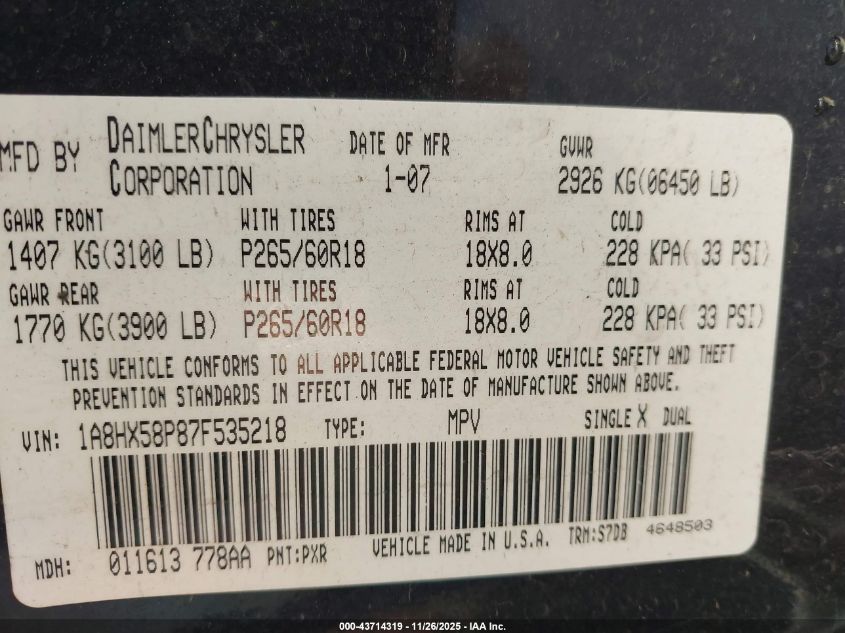 MFD BY DAIMLERCHRYSLER CORPORATION DATE OF MFR 1-07 GVWR 2926 KG(06450 LB)
GAWR FRONT WITH TIRES RIMS AT COLD
1407 KG(3100 LB) P265/60R18 18X8.0 228 KPA( 33 PSI)
GAWR REAR WITH TIRES RIMS AT COLD
1770 KG(3900 LB) P265/60R18 18X8.0 228 KPA( 33 PSI)
THIS VEHICLE CONFORMS TO ALL APPLICABLE FEDERAL MOTOR VEHICLE SAFETY AND THEFT
PREVENTION STANDARDS IN EFFECT ON THE DATE OF MANUFACTURE SHOWN ABOVE.
VIN: 1A8HX58P87F535218 TYPE: MPV SINGLE X DUAL
MDH: 011613 778AA PNT:PXR VEHICLE MADE IN U.S.A. TRM:S7DB 4648503
000-43714319 | 11/26/2025 - IAA Inc.